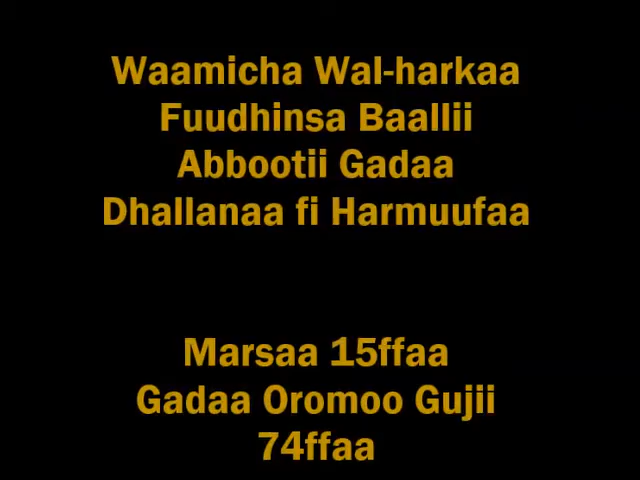 Waamicha Wal-harkaa
Fuudhinsa Baallii
Abbootii Gadaa
Dhallanaa fi Harmuufaa
Marsaa 15ffaa
Gadaa Oromoo Gujii
74ffaa